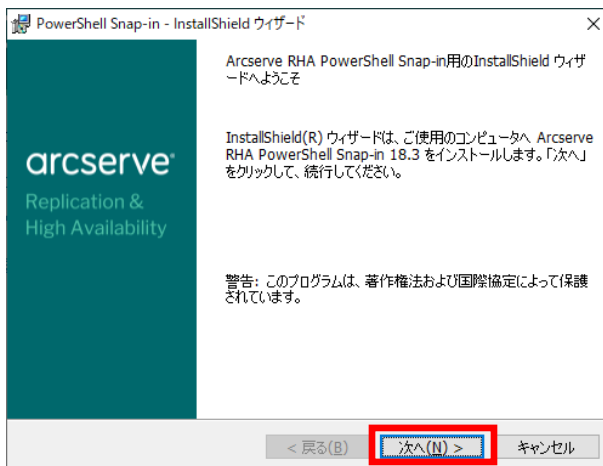 PowerShell Snap-in - InstallShield ウィザード
Arcserve RHA PowerShell Snap-in用のInstallShield ウィザ
ードへようこそ
InstallShield(R) ウィザードは、ご使用のコンピュータへ Arcserve
RHA PowerShell Snap-in 18.3 をインストールします。「次へ」
をクリックして、続行してください。
arcserve®
Replication &
High Availability
警告: このプログラムは、著作権法および国際協定によって保護
されています。
< 戻る(B)
次へ(N) >
キャンセル